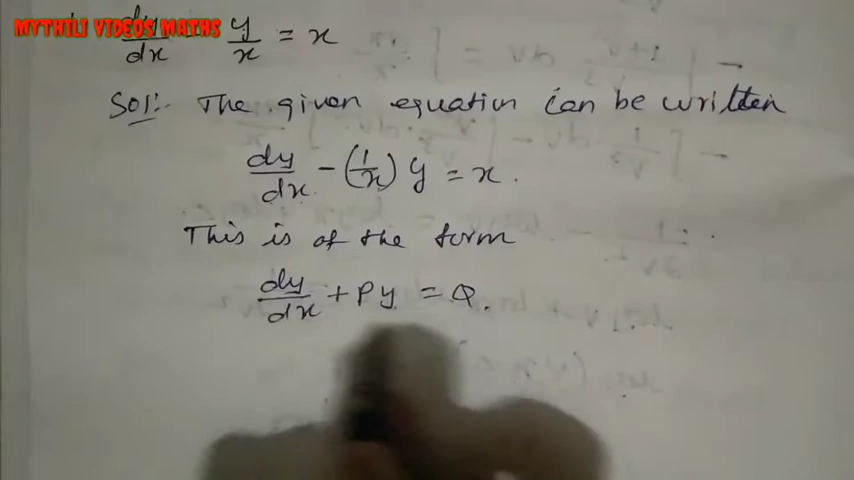 MYTHILI VIDEOS MATHS
dy/dx - y/x = x
Sol:- The given equation can be written
dy/dx - (1/x) y = x.
This is of the form
dy/dx + Py = Q.